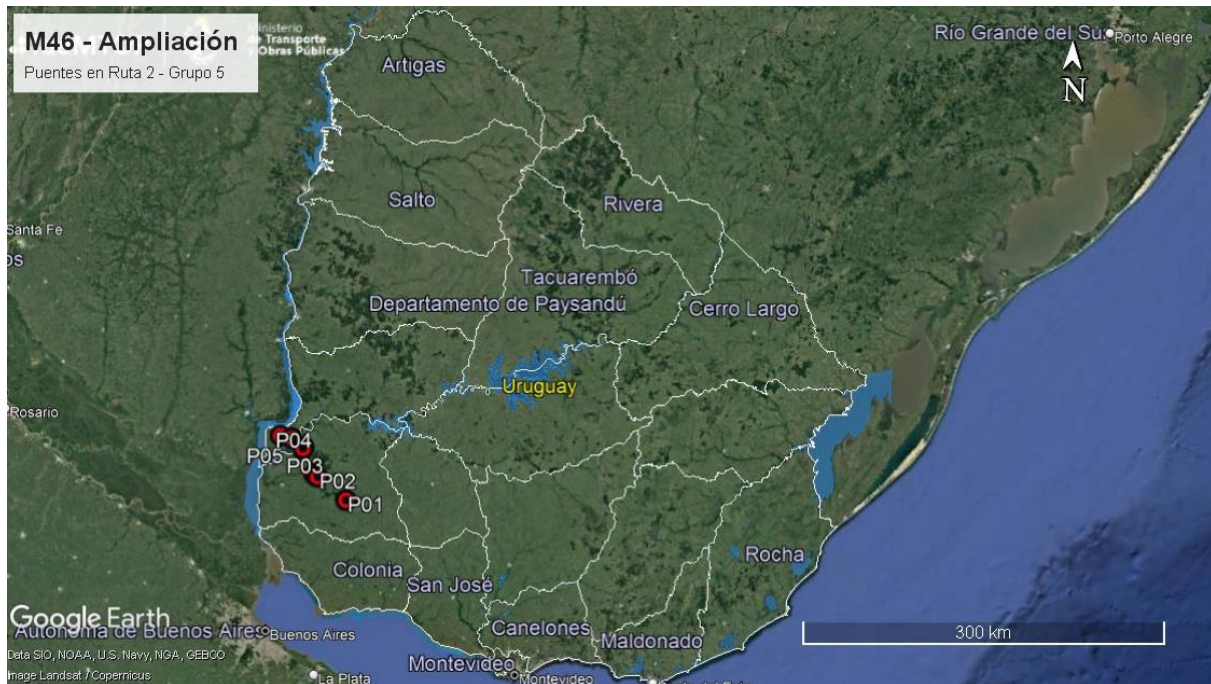 M46 - Ampliación
Puentes en Ruta 2 - Grupo 5
Ministerio
de Transporte
y Obras Públicas
Río Grande del Su
Porto Alegre
N
Artigas
Salto
Rivera
Santa Fe
os
Tacuarembó
Departamento de Paysandú
Cerro Largo
Uruguay
Rosario
P04
P05
P03
P02
P01
Rocha
Colonia
San José
Google Earth
300 km
Canelones
Autónoma de Buenos Aires
Buenos Aires
Maldonado
Data SIO, NOAA, U.S. Navy, NGA, GEBCO
Montevideo
Image Landsat / Copernicus
La Plata
Montevideo